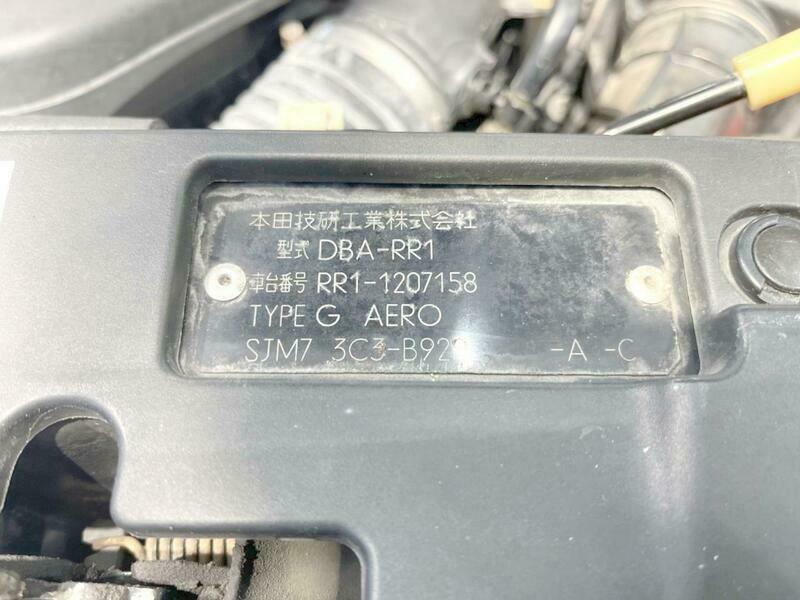 本田技研工業株式会社
型式 DBA-RR1
車台番号 RR1-1207158
TYPE G AERO
SJM7 3C3-B92 -A -C